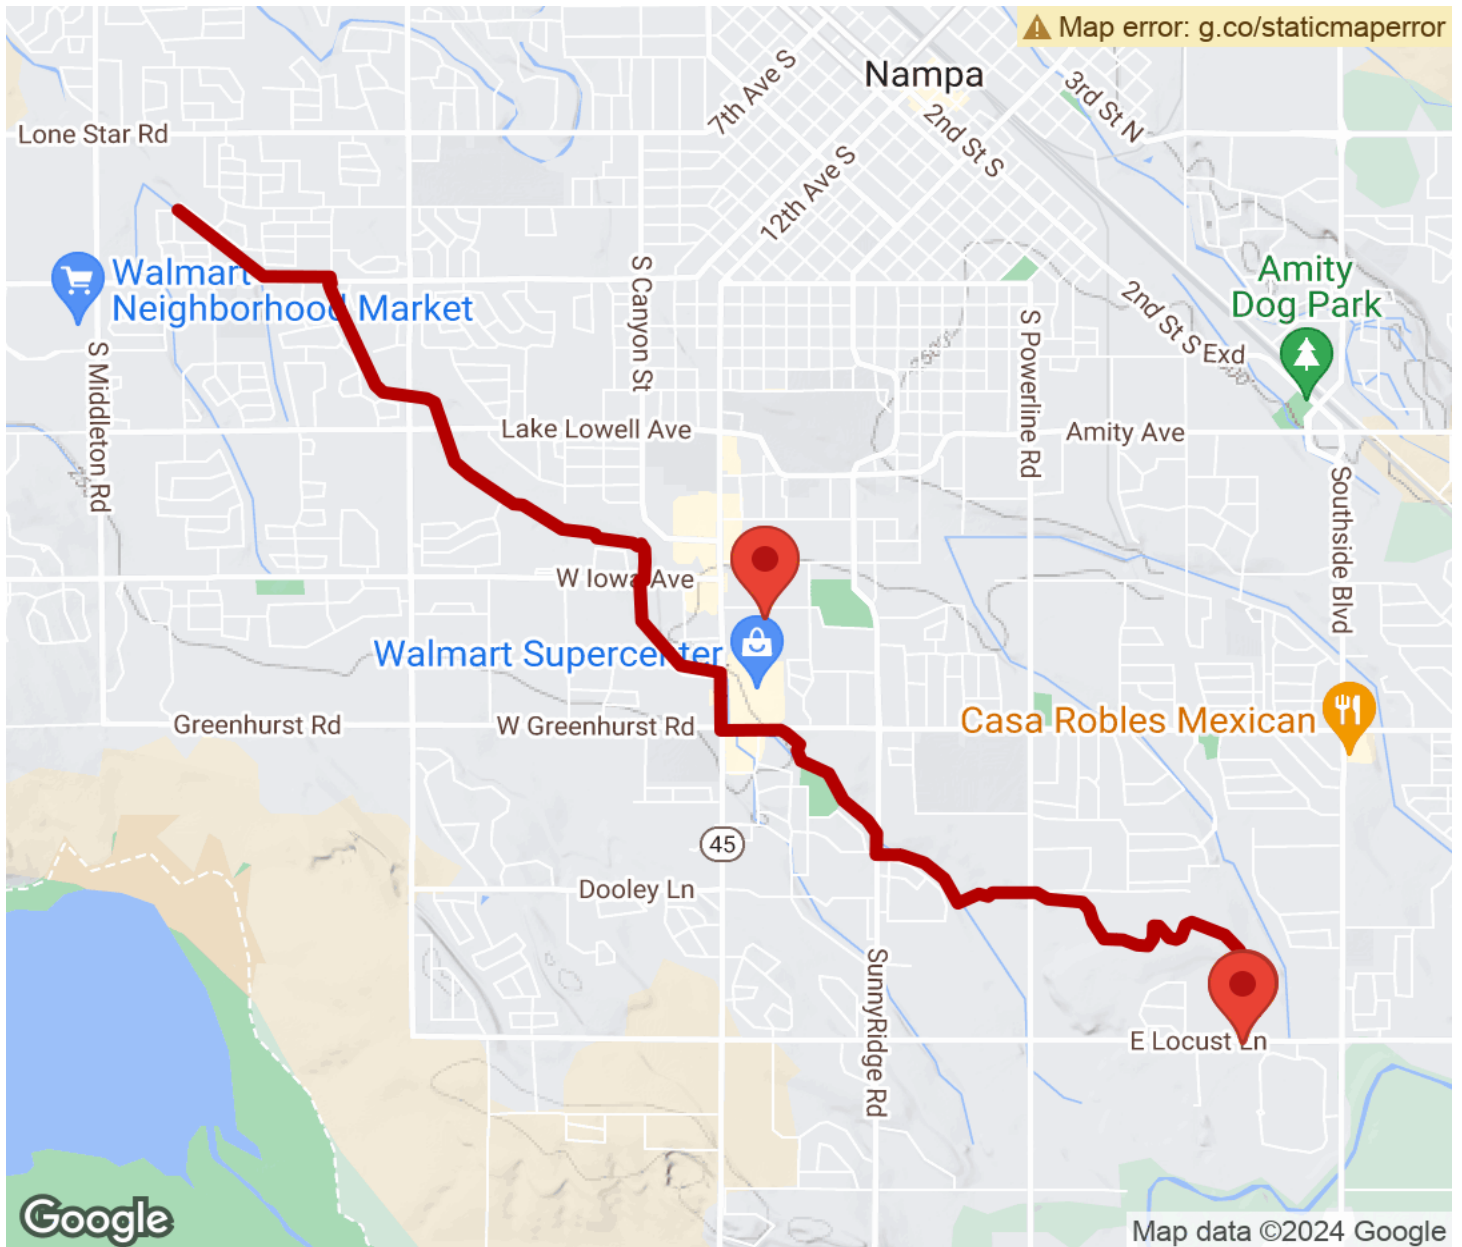 Map error: g.co/staticmaperror
Nampa
7th Ave S
3rd St N
2nd St S
Lone Star Rd
12th Ave S
Walmart
Neighborhood Market
S Canyon St
Amity
Dog Park
2nd St S Exd
2500
2500
S Powerline Rd
S Middleton Rd
Lake Lowell Ave
Amity Ave
Southside Blvd
W Iowa Ave
Walmart Supercenter
Greenhurst Rd
W Greenhurst Rd
Casa Robles Mexican
45
Dooley Ln
SunnyRidge Rd
E Locust Ln
Google
Map data ©2024 Google